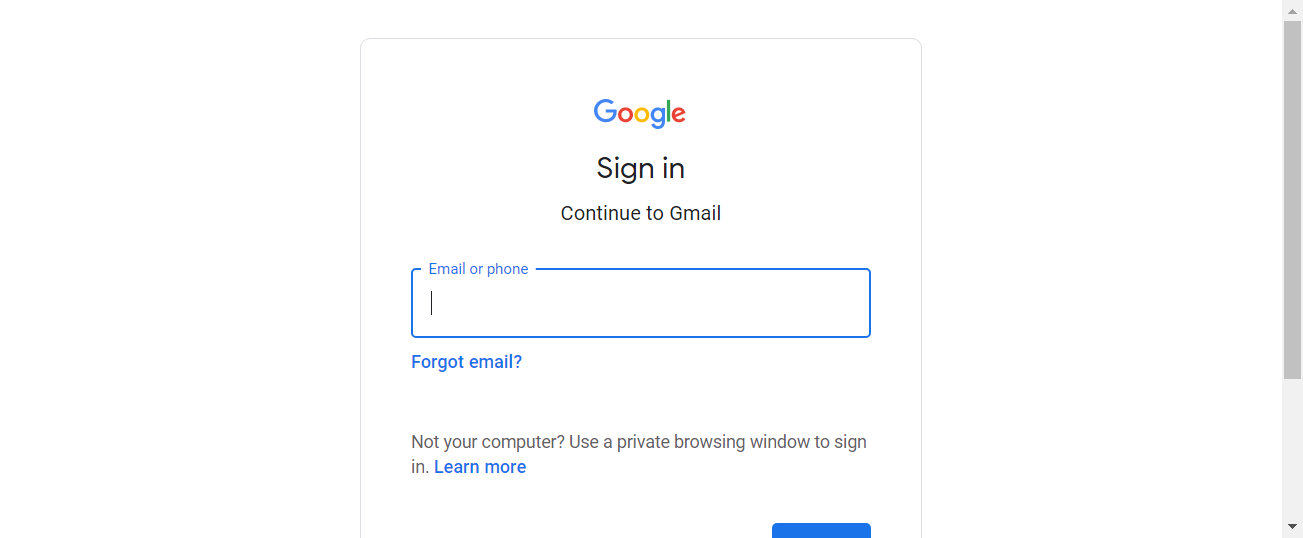 Google
Sign in
Continue to Gmail
Email or phone
Forgot email?
Not your computer? Use a private browsing window to sign
in. Learn more